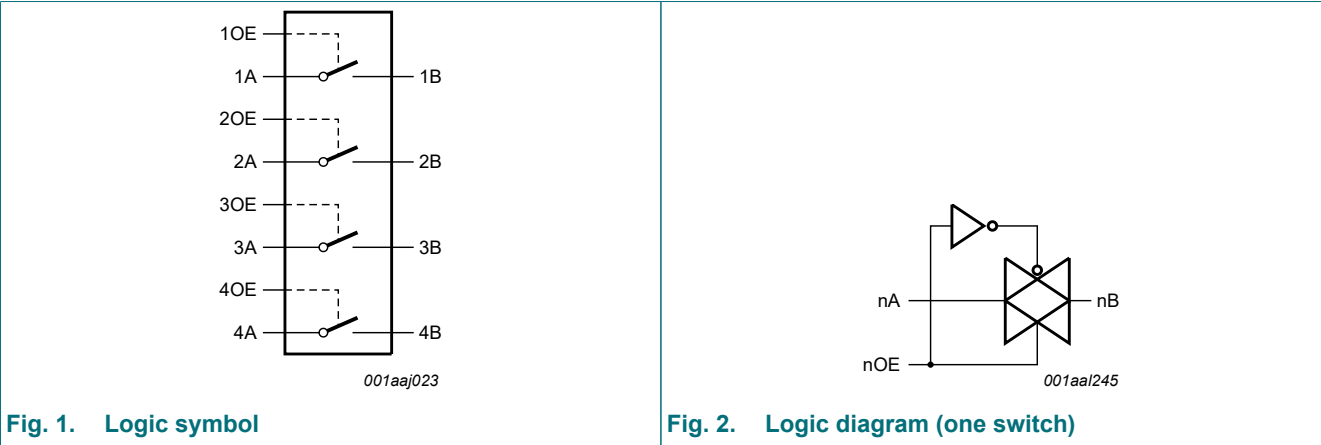 1OE
1A
1B
2OE
2A
2B
3OE
3A
3B
4OE
4A
4B
001aaj023
Fig. 1. Logic symbol
nA
nB
nOE
001aal245
Fig. 2. Logic diagram (one switch)